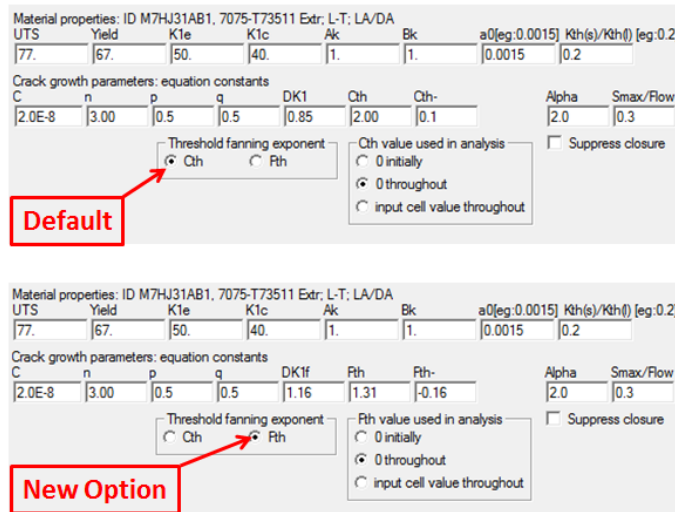 Material properties: ID M7HJ31AB1, 7075-T73511 Extr; L-T; LA/DA
UTS Yield K1e K1c Ak Bk a0[eg:0.0015] Kth(s)/Kth(l) [eg:0.2
77. 67. 50. 40. 1. 1. 0.0015 0.2
Crack growth parameters: equation constants
C n p q DK1 Cth Cth- Alpha Smax/Flow
2.0E-8 3.00 0.5 0.5 0.85 2.00 0.1 2.0 0.3
Threshold fanning exponent Cth value used in analysis Suppress closure
Cth Rth 0 initially
0 throughout
input cell value throughout
Default
Material properties: ID M7HJ31AB1, 7075-T73511 Extr; L-T; LA/DA
UTS Yield K1e K1c Ak Bk a0[eg:0.0015] Kth(s)/Kth(l) [eg:0.2]
77. 67. 50. 40. 1. 1. 0.0015 0.2
Crack growth parameters: equation constants
C n p q DK1f Rth Rth- Alpha Smax/Flow
2.0E-8 3.00 0.5 0.5 1.16 1.31 -0.16 2.0 0.3
Threshold fanning exponent Rth value used in analysis Suppress closure
Cth Rth 0 initially
0 throughout
input cell value throughout
New Option